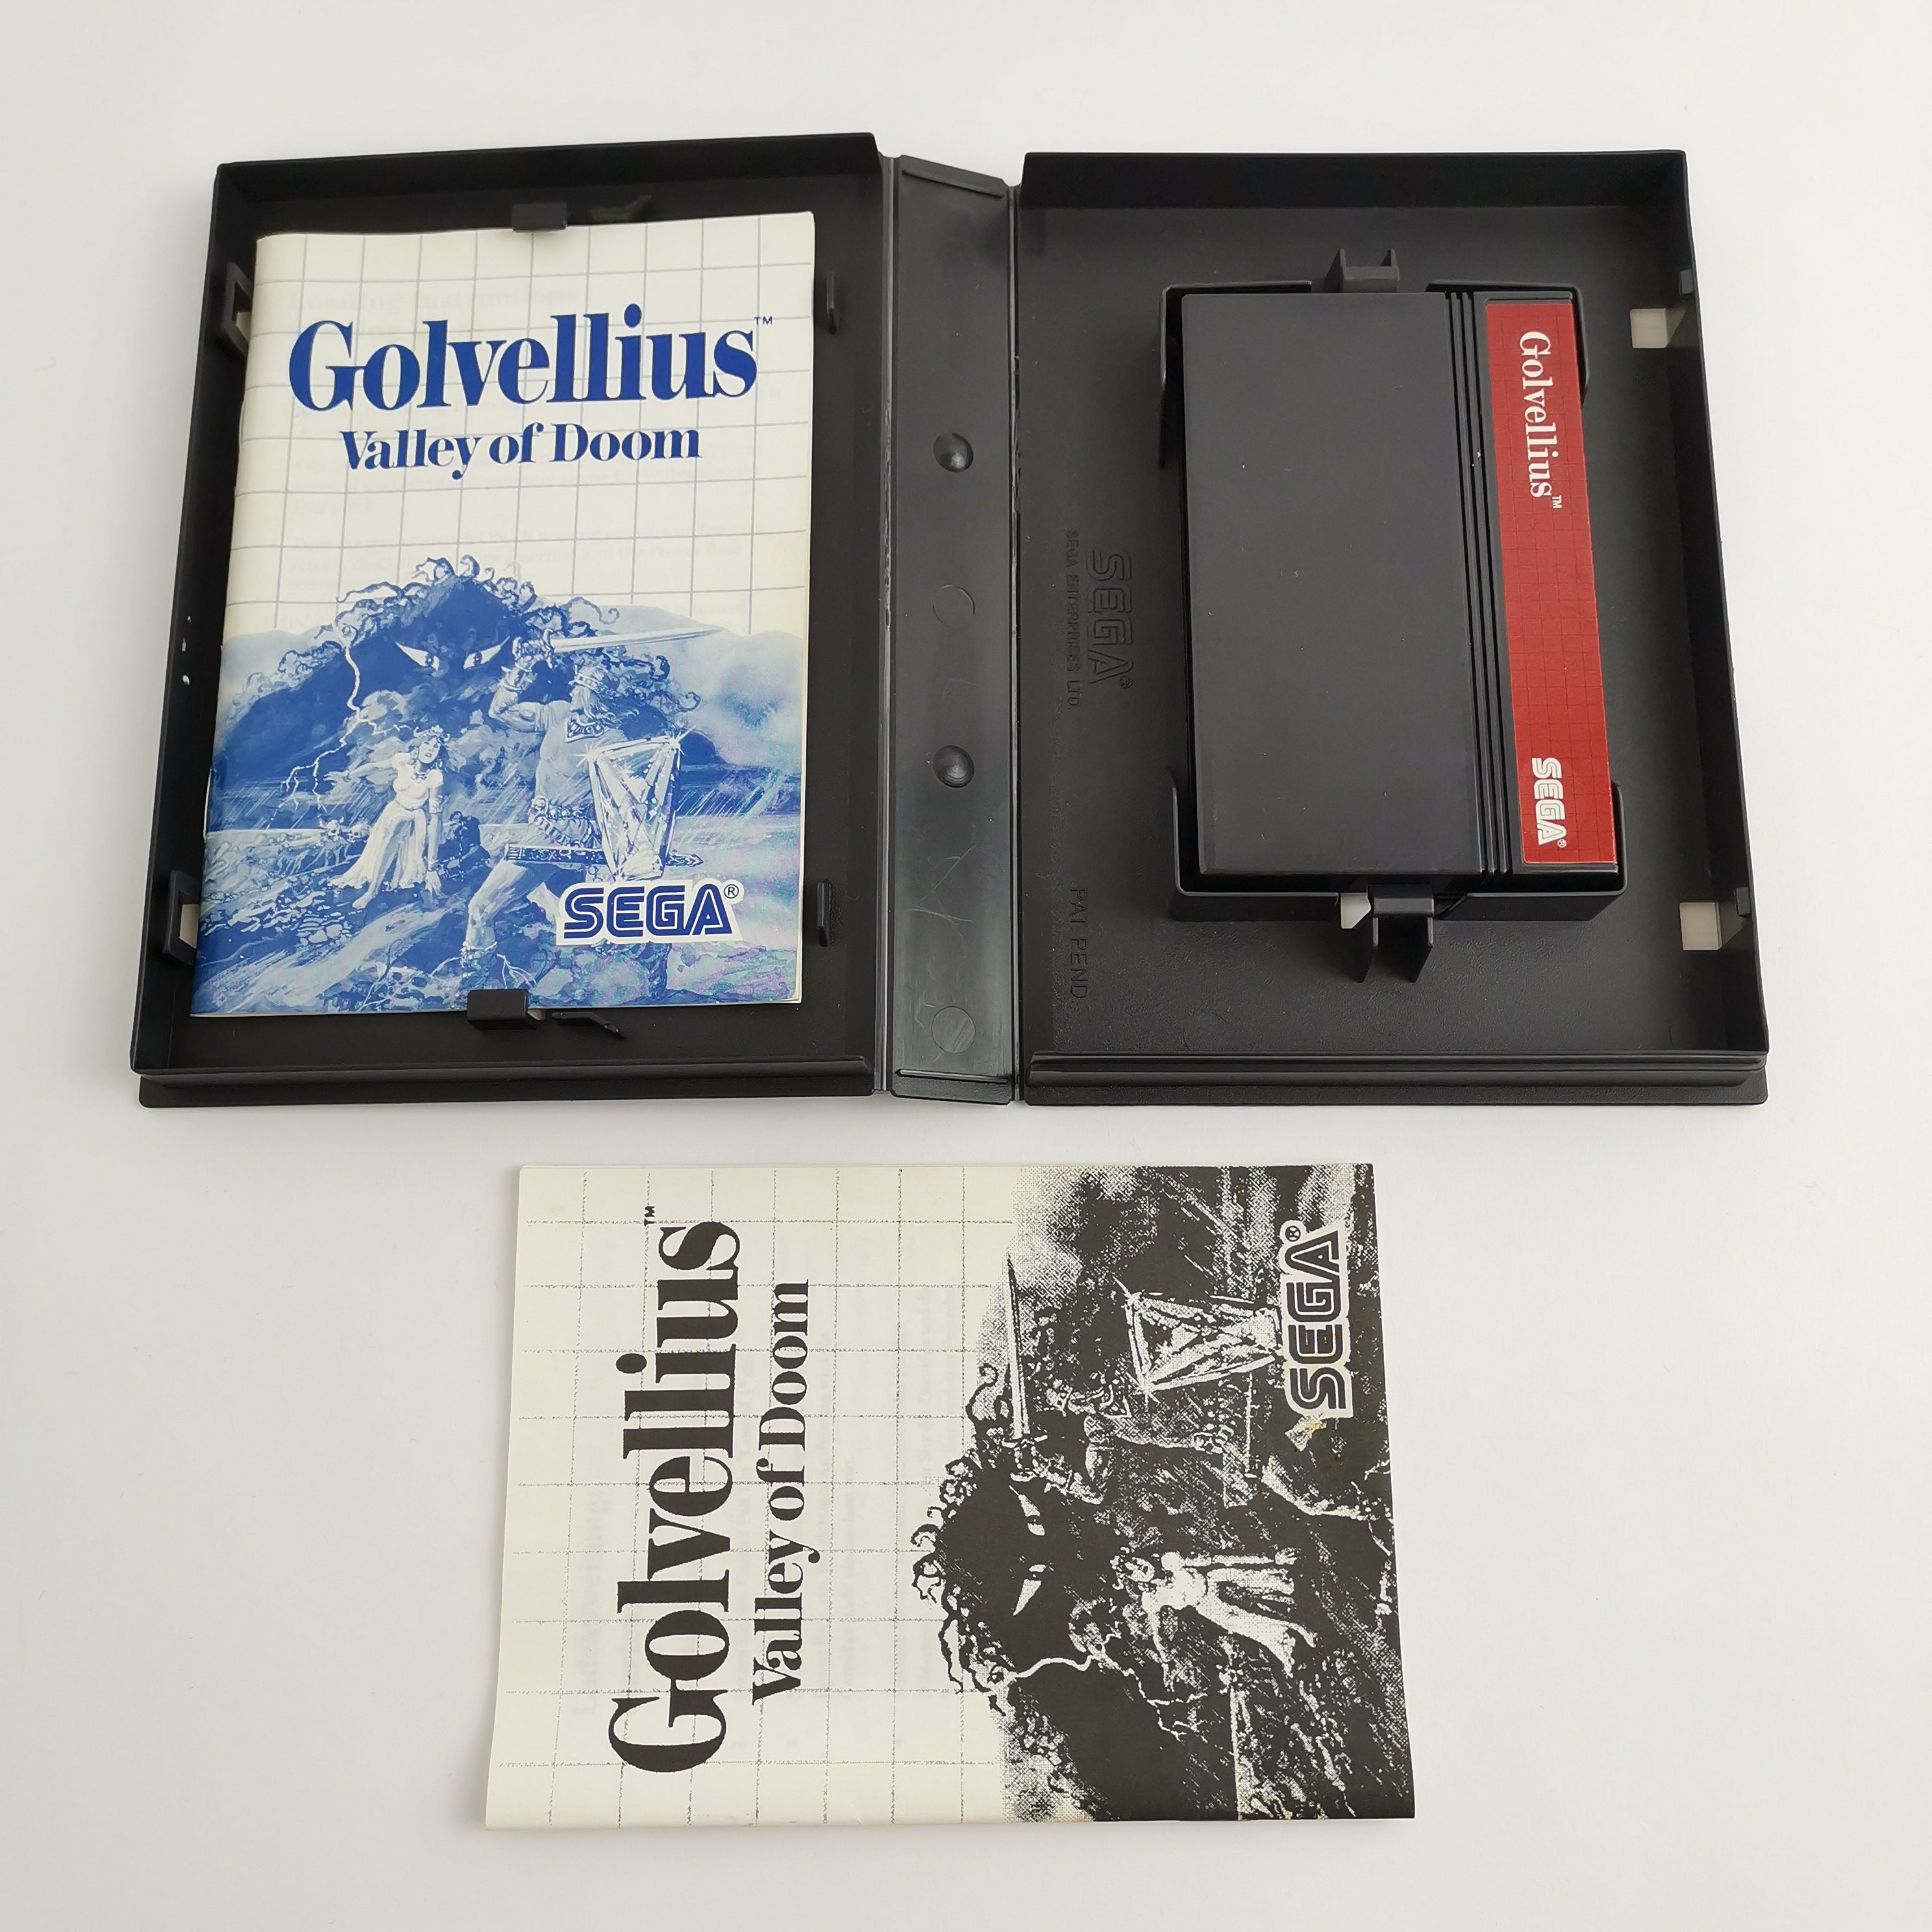 Golvellius™
Valley of Doom
SEGA®
SEGA®
SEGA ENTERPRISES LTD.
PAT PEND.
Golvellius™
SEGA®
Golvellius™
Valley of Doom
SEGA®